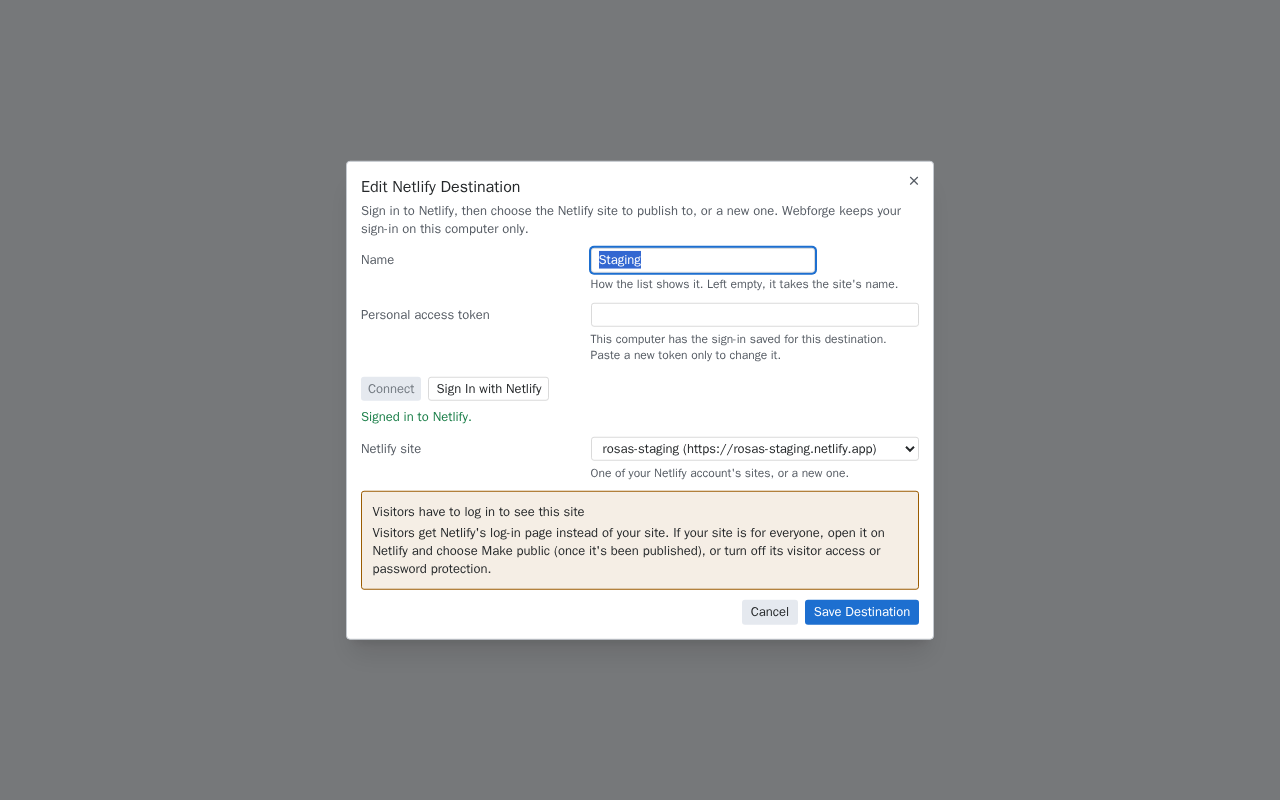 Edit Netlify Destination
×
Sign in to Netlify, then choose the Netlify site to publish to, or a new one. Webforge keeps your
sign-in on this computer only.
Name
Staging
How the list shows it. Left empty, it takes the site's name.
Personal access token
This computer has the sign-in saved for this destination.
Paste a new token only to change it.
Connect
Sign In with Netlify
Signed in to Netlify.
Netlify site
rosas-staging (https://rosas-staging.netlify.app)
One of your Netlify account's sites, or a new one.
Visitors have to log in to see this site
Visitors get Netlify's log-in page instead of your site. If your site is for everyone, open it on
Netlify and choose Make public (once it's been published), or turn off its visitor access or
password protection.
Cancel
Save Destination